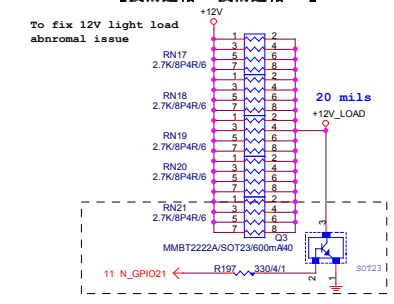 +12V
To fix 12V light load
abnromal issue
1 2
3 4
RN17 5 6
2.7K/8P4R/6 7 8
1 2
3 4
RN18 5 6
2.7K/8P4R/6 7 8
20 mils
+12V_LOAD
1 2
3 4
RN19 5 6
2.7K/8P4R/6 7 8
1 2
3 4
RN20 5 6
2.7K/8P4R/6 7 8
1 2
3 4
RN21 5 6
2.7K/8P4R/6 7 8
Q3
MMBT2222A/SOT23/600mA/40
3
SOT23
11 N_GPIO21
R197 330/4/1
2 1